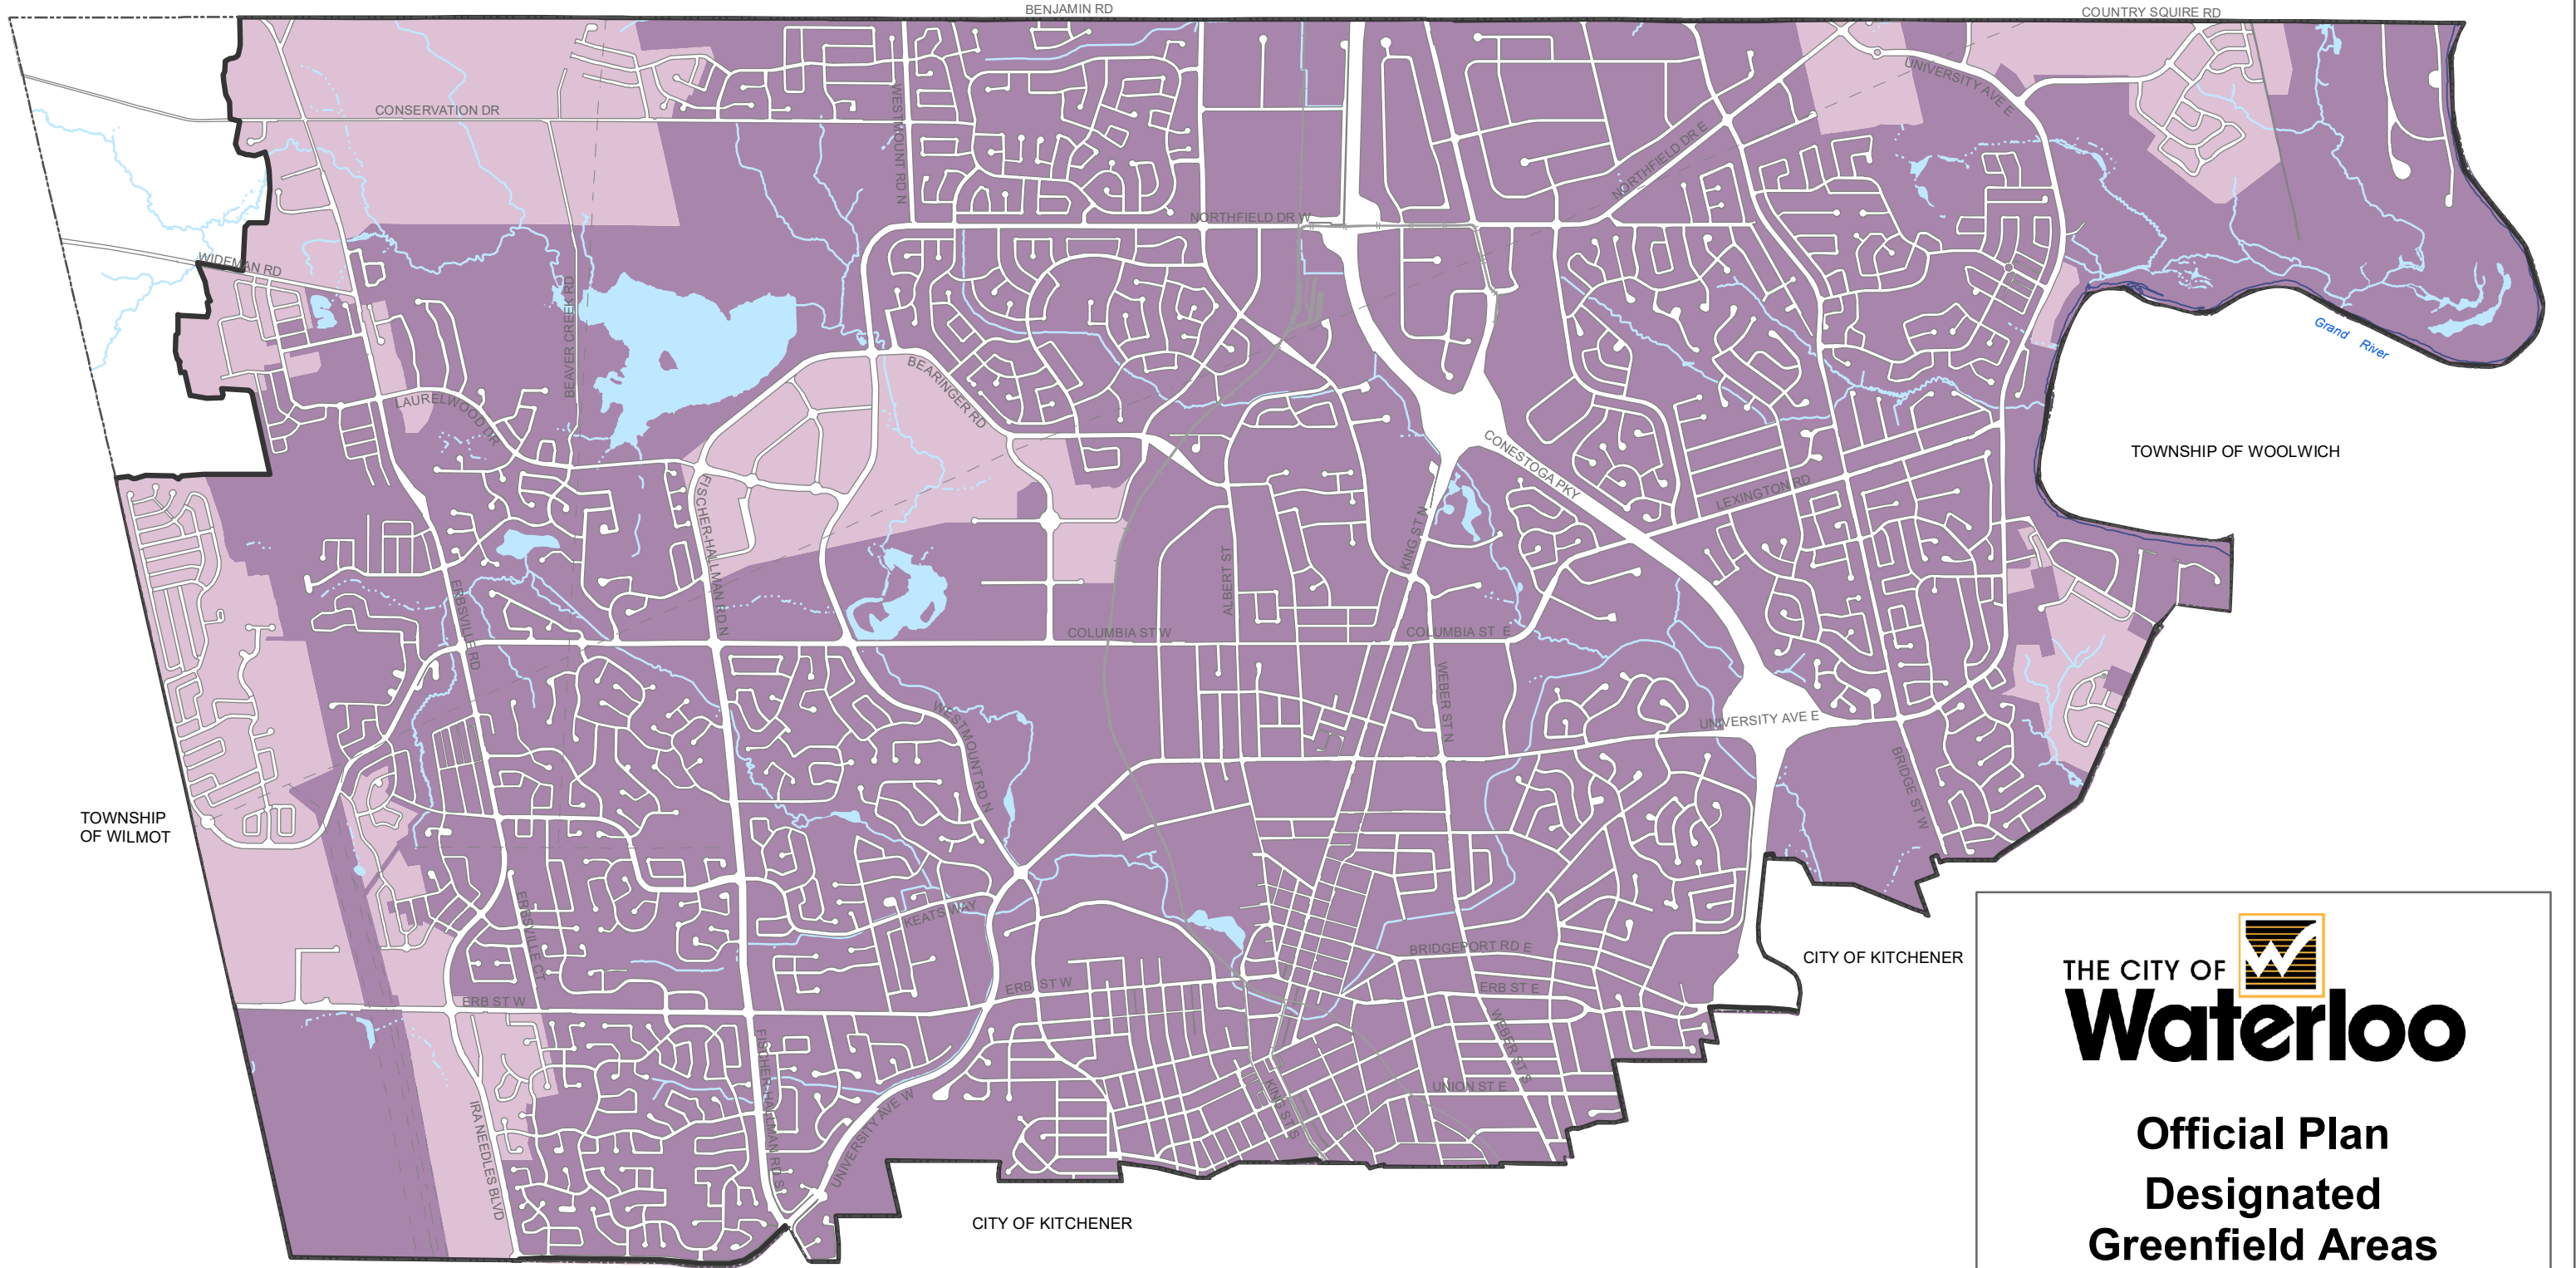 BENJAMIN RD
COUNTRY SQUIRE RD
UNIVERSITY AVE E
CONSERVATION DR
WESTMOUNT RD N
NORTHFIELD DR E
NORTHFIELD DR W
WIDEMAN RD
BEAVER CREEK RD
Grand River
BEARINGER RD
LAURELWOOD DR
CONESTOGA PKY
TOWNSHIP OF WOOLWICH
LEXINGTON RD
FISCHER-HALLMAN RD N
KING ST N
ALBERT ST
ERBSVILLE RD
COLUMBIA ST W
COLUMBIA ST E
WEBER ST N
WESTMOUNT RD N
UNIVERSITY AVE E
BRIDGE ST W
TOWNSHIP
OF WILMOT
KEATS WAY
ERBSVILLE CT
BRIDGEPORT RD E
CITY OF KITCHENER
ERB ST W
ERB ST W
ERB ST E
WEBER ST S
FISCHER-HALLMAN RD S
UNIVERSITY AVE W
KING ST S
UNION ST E
IRA NEEDLES BLVD
CITY OF KITCHENER
THE CITY OF
Waterloo
Official Plan
Designated
Greenfield Areas